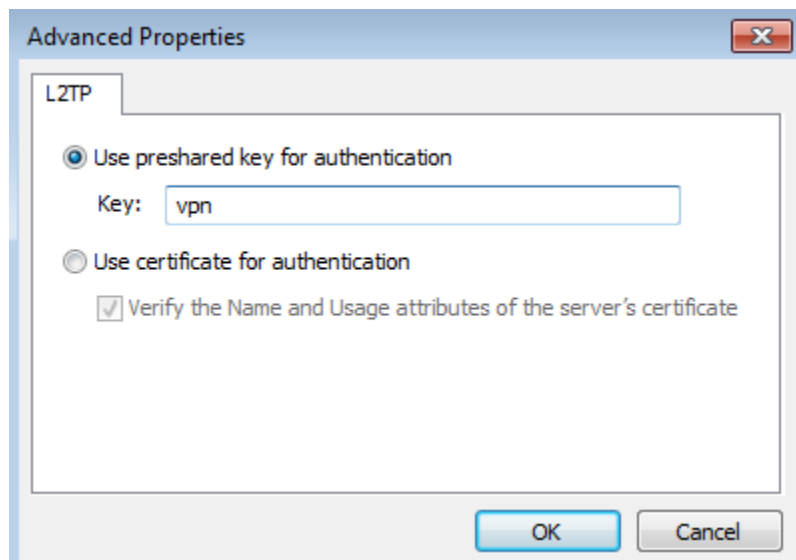 Advanced Properties
L2TP
Use preshared key for authentication
Key: vpn
Use certificate for authentication
Verify the Name and Usage attributes of the server's certificate
OK Cancel